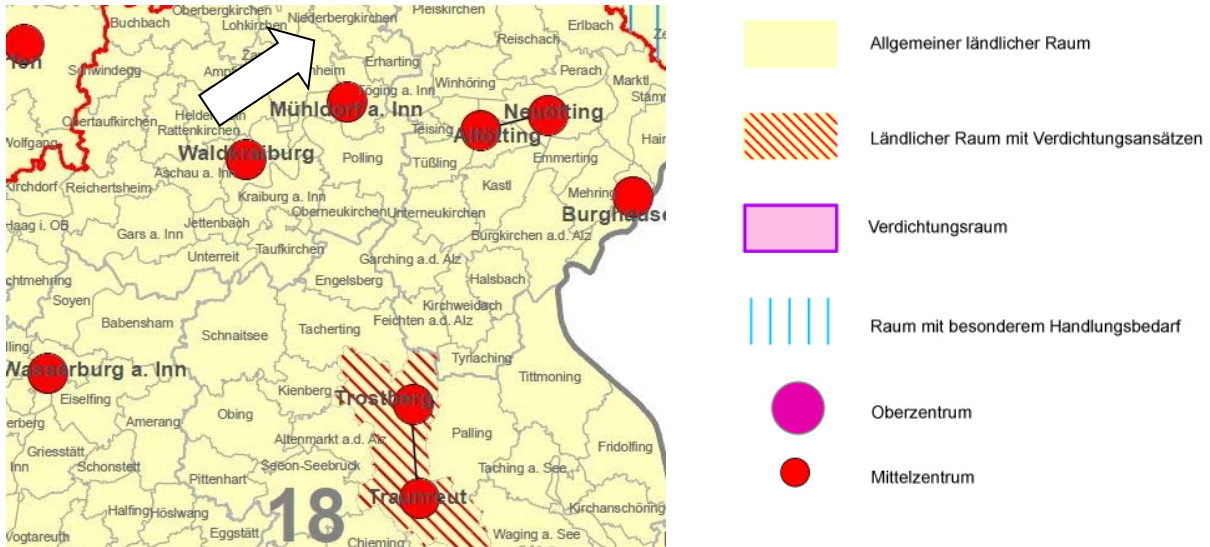 Oberbergkirchen
Niederbergkirchen
Pleiskirchen
Buchbach
Lohkirchen
Erlbach
Reischach
Schwindegg
Erharting
Perach
Töging a. Inn
Winhöring
Marktl
Mühldorf a. Inn
Neuötting
Obertaufkirchen
Rattenkirchen
Teising
Altötting
Waldkraiburg
Polling
Tüßling
Emmerting
Aschau a. Inn
Kirchdorf
Reichertsheim
Kastl
Mehring
Kraiburg a. Inn
Oberneukirchen
Unterneukirchen
Haag i. OB
Jettenbach
Gars a. Inn
Taufkirchen
Burgkirchen a.d. Alz
Unterreit
Garching a.d. Alz
Engelsberg
Halsbach
Soyen
Kirchweidach
Babensham
Schnaitsee
Tacherting
Feichten a.d. Alz
Tyrlaching
Wasserburg a. Inn
Tittmoning
Eiselfing
Kienberg
Trostberg
Obing
Amerang
Altenmarkt a.d. Alz
Palling
Fridolfing
Griesstätt
Schonstett
Pittenhart
Seeon-Seebruck
Taching a. See
18
Traunreut
Halfing
Höslwang
Kirchanschöring
Vogtareuth
Eggstätt
Chieming
Waging a. See
Allgemeiner ländlicher Raum
Ländlicher Raum mit Verdichtungsansätzen
Verdichtungsraum
Raum mit besonderem Handlungsbedarf
Oberzentrum
Mittelzentrum